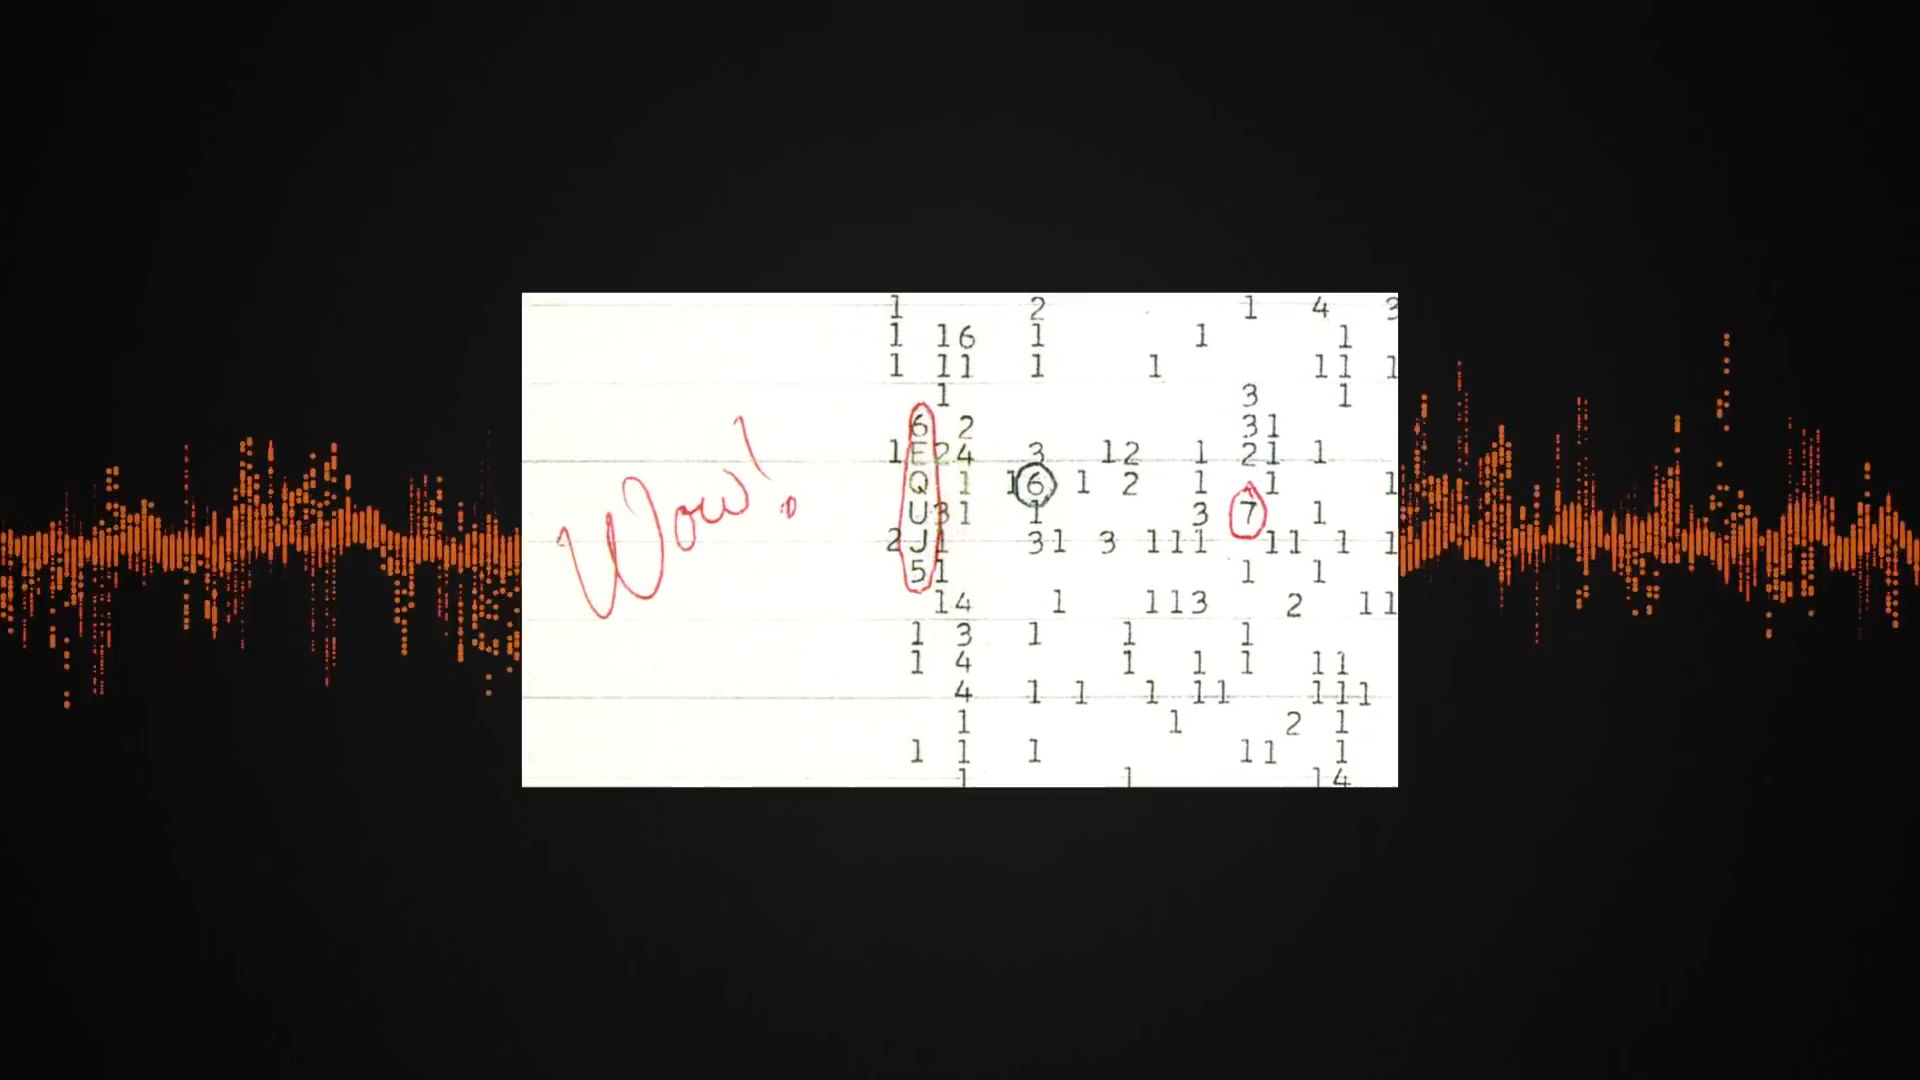 1 2 1 4 3
1 16 1 1 1
1 11 1 1 11 1
1 3 1
6 2 31
1E24 3 12 1 21 1
Q 1 16 1 2 1 1 1
U31 1 3 7 1
2J1 31 3 111 11 1 1
51 1 1
14 1 113 2 11
1 3 1 1 1
1 4 1 1 1 11
4 1 1 1 11 111
1 1 2 1
1 1 1 11 1
1 1 14
Wow!